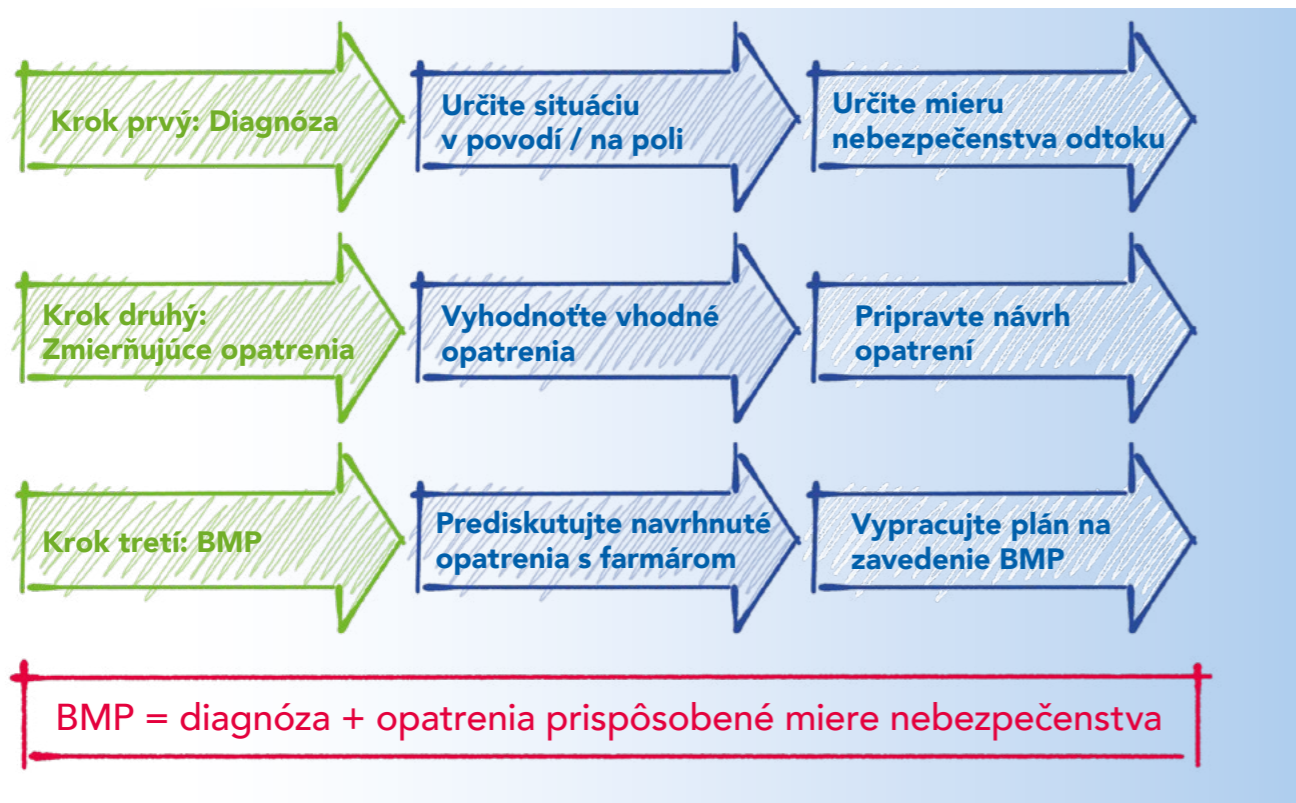 Krok prvý: Diagnóza
Určite situáciu
v povodí / na poli
Určite mieru
nebezpečenstva odtoku
Krok druhý:
Zmierňujúce opatrenia
Vyhodnoťte vhodné
opatrenia
Pripravte návrh
opatrení
Krok tretí: BMP
Prediskutujte navrhnuté
opatrenia s farmárom
Vypracujte plán na
zavedenie BMP
BMP = diagnóza + opatrenia prispôsobené miere nebezpečenstva